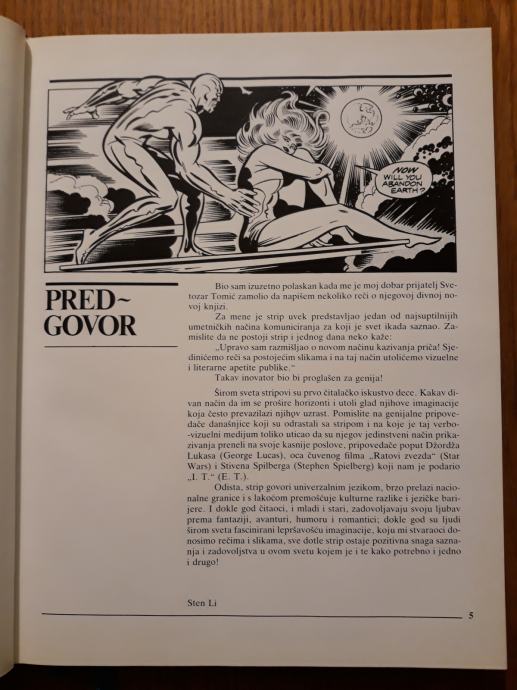 NOW
WILL YOU
ABANDON
EARTH?
PRED~
GOVOR
Bio sam izuzetno polaskan kada me je moj dobar prijatelj Sve-
tozar Tomić zamolio da napišem nekoliko reči o njegovoj divnoj no-
voj knjizi.
Za mene je strip uvek predstavljao jedan od najsuptilnijih
umetničkih načina komuniciranja za koji je svet ikada saznao. Za-
mislite da ne postoji strip i jednog dana neko kaže:
„Upravo sam razmišljao o novom načinu kazivanja priča! Sje-
dinićemo reči sa postojećim slikama i na taj način utolićemo vizuelne
i literarne apetite publike.“
Takav inovator bio bi proglašen za genija!
Širom sveta stripovi su prvo čitalačko iskustvo dece. Kakav di-
van način da im se prošire horizonti i utoli glad njihove imaginacije
koja često prevazilazi njihov uzrast. Pomislite na genijalne pripove-
dače današnjice koji su odrastali sa stripom i na koje je taj verbo-
-vizuelni medijum toliko uticao da su njegov jedinstveni način prika-
zivanja preneli na svoje kasnije poslove, pripovedače poput Džordža
Lukasa (George Lucas), oca čuvenog filma „Ratovi zvezda“ (Star
Wars) i Stivena Spilberga (Stephen Spielberg) koji nam je podario
„I. T.“ (E. T.).
Odista, strip govori univerzalnim jezikom, brzo prelazi nacio-
nalne granice i s lakoćom premošćuje kulturne razlike i jezičke bari-
jere. I dokle god čitaoci, i mladi i stari, zadovoljavaju svoju ljubav
prema fantaziji, avanturi, humoru i romantici; dokle god su ljudi
širom sveta fascinirani lepršavošću imaginacije, koju mi stvaraoci do-
nosimo rečima i slikama, sve dotle strip ostaje pozitivna snaga sazna-
nja i zadovoljstva u ovom svetu kojem je i te kako potrebno i jedno
i drugo!
Sten Li
5